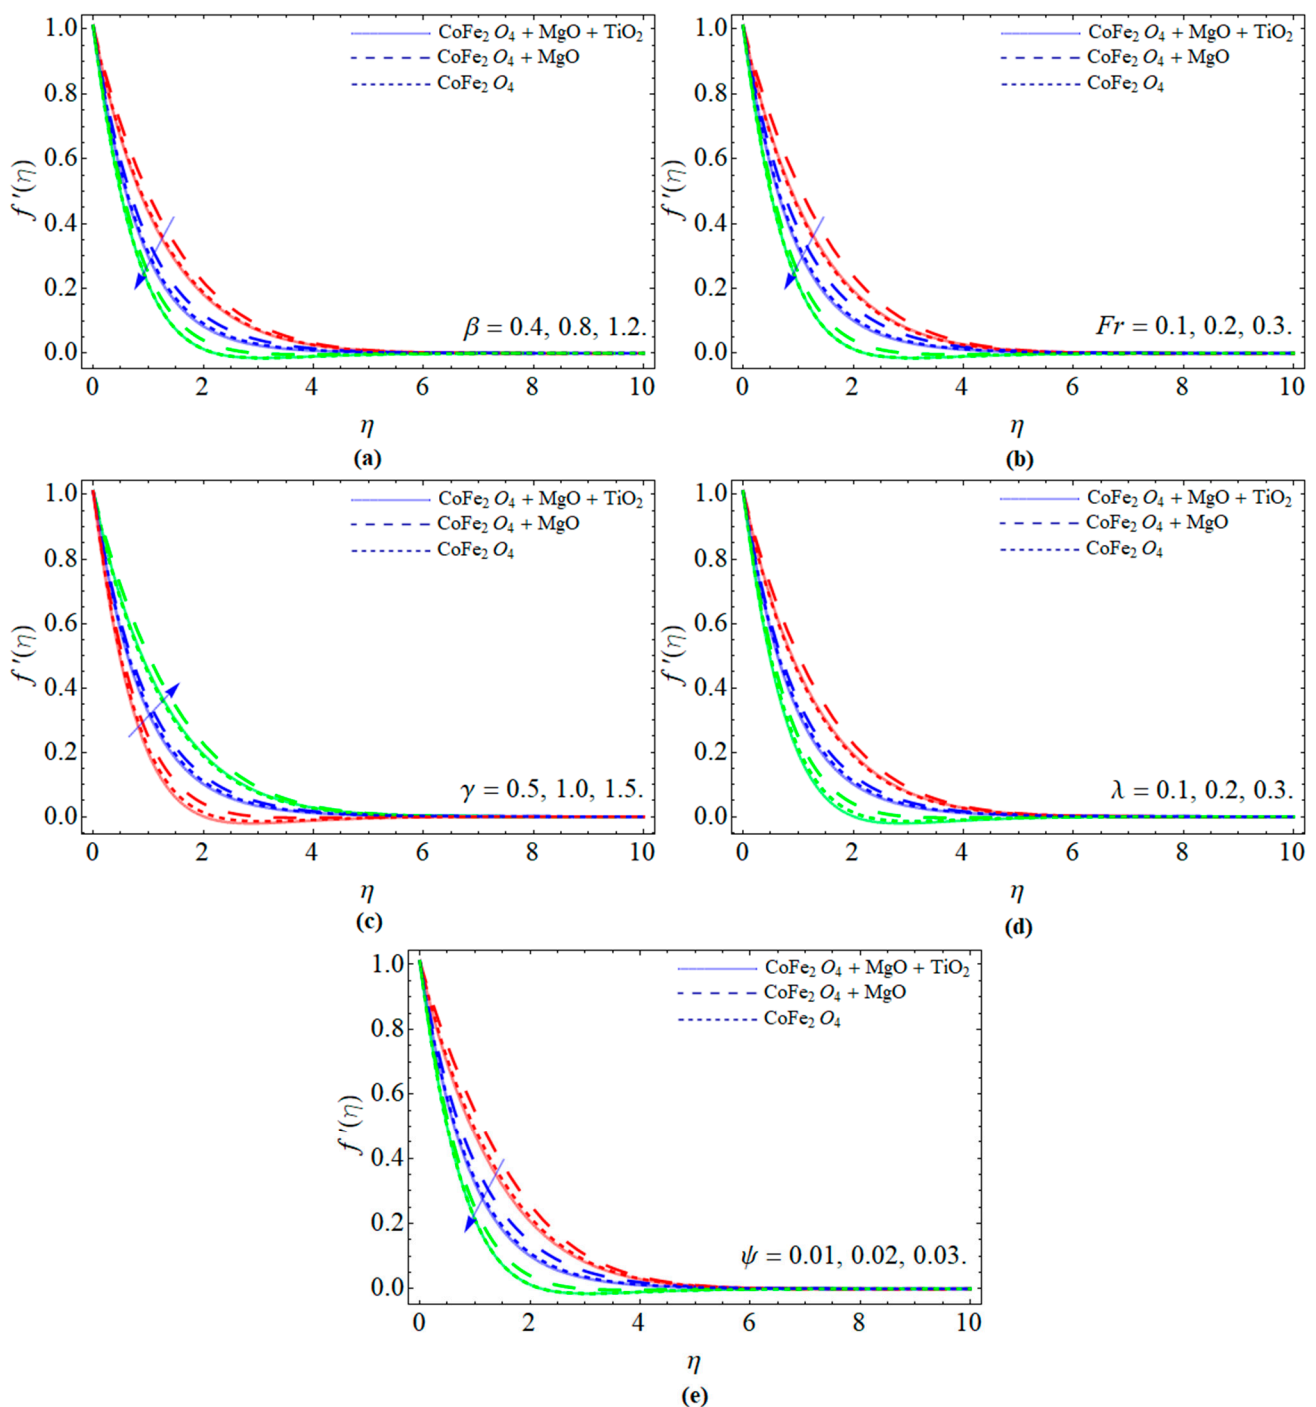 1.0
0.8
0.6
0.4
0.2
0.0
f ′(η)
CoFe2 O4 + MgO + TiO2
CoFe2 O4 + MgO
CoFe2 O4
β = 0.4, 0.8, 1.2.
0 2 4 6 8 10
η
(a)
1.0
0.8
0.6
0.4
0.2
0.0
f ′(η)
CoFe2 O4 + MgO + TiO2
CoFe2 O4 + MgO
CoFe2 O4
Fr = 0.1, 0.2, 0.3.
0 2 4 6 8 10
η
(b)
1.0
0.8
0.6
0.4
0.2
0.0
f ′(η)
CoFe2 O4 + MgO + TiO2
CoFe2 O4 + MgO
CoFe2 O4
γ = 0.5, 1.0, 1.5.
0 2 4 6 8 10
η
(c)
1.0
0.8
0.6
0.4
0.2
0.0
f ′(η)
CoFe2 O4 + MgO + TiO2
CoFe2 O4 + MgO
CoFe2 O4
λ = 0.1, 0.2, 0.3.
0 2 4 6 8 10
η
(d)
1.0
0.8
0.6
0.4
0.2
0.0
f ′(η)
CoFe2 O4 + MgO + TiO2
CoFe2 O4 + MgO
CoFe2 O4
ψ = 0.01, 0.02, 0.03.
0 2 4 6 8 10
η
(e)